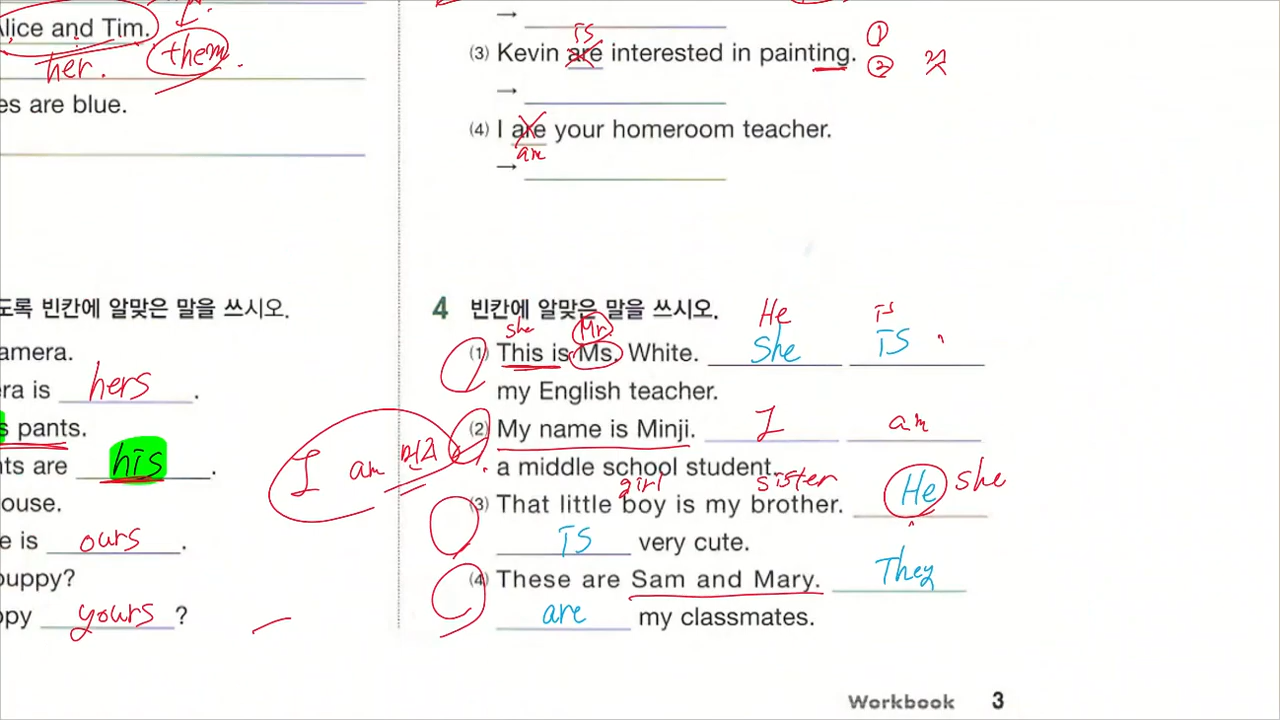 Alice and Tim.
her.
them.
es are blue.
→
IS
(3) Kevin are interested in painting.
①
②
→
(4) I are your homeroom teacher.
am
→
도록 빈칸에 알맞은 말을 쓰시오.
amera.
ra is hers.
s pants.
nts are his.
ouse.
e is ours.
puppy?
ppy yours?
4 빈칸에 알맞은 말을 쓰시오.
He is
she Mr.
(1) This is Ms. White. She is
my English teacher.
(2) My name is Minji. I am
I am
a middle school student.
girl sister
(3) That little boy is my brother. He she
is very cute.
(4) These are Sam and Mary. They
are my classmates.
Workbook 3